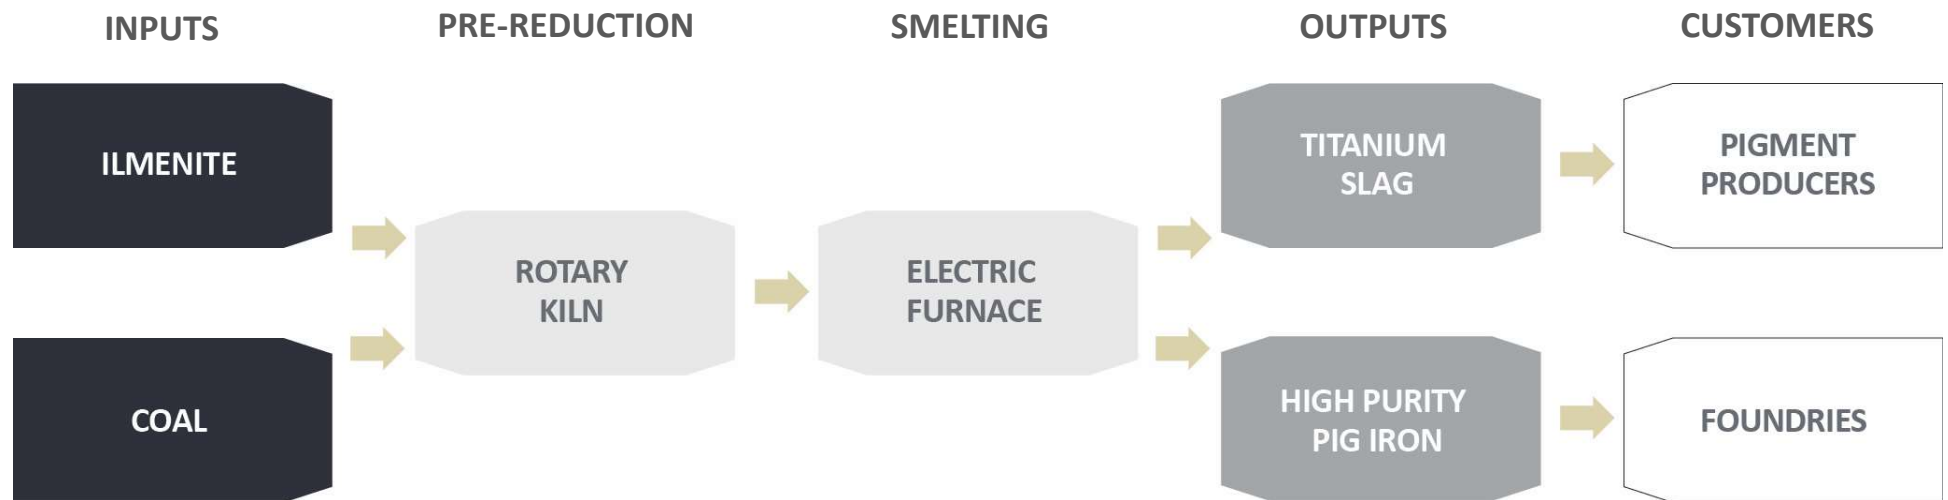 INPUTS
PRE-REDUCTION
SMELTING
OUTPUTS
CUSTOMERS
ILMENITE
COAL
ROTARY
KILN
ELECTRIC
FURNACE
TITANIUM
SLAG
HIGH PURITY
PIG IRON
PIGMENT
PRODUCERS
FOUNDRIES